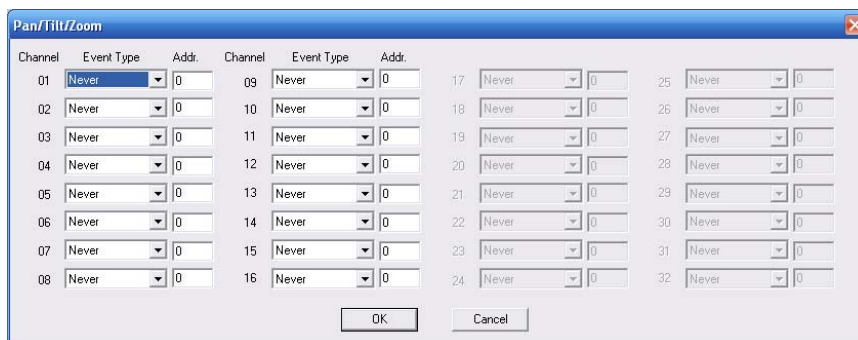 Pan/Tilt/Zoom
Channel Event Type Addr. Channel Event Type Addr.
01 Never 0 09 Never 0 17 Never 0 25 Never 0
02 Never 0 10 Never 0 18 Never 0 26 Never 0
03 Never 0 11 Never 0 19 Never 0 27 Never 0
04 Never 0 12 Never 0 20 Never 0 28 Never 0
05 Never 0 13 Never 0 21 Never 0 29 Never 0
06 Never 0 14 Never 0 22 Never 0 30 Never 0
07 Never 0 15 Never 0 23 Never 0 31 Never 0
08 Never 0 16 Never 0 24 Never 0 32 Never 0
OK Cancel